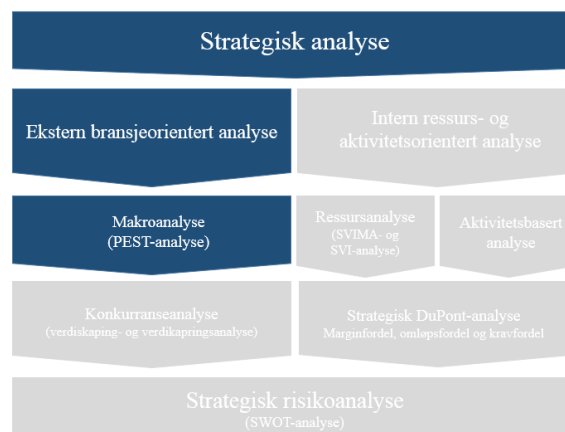 Strategisk analyse
Ekstern bransjeorientert analyse
Intern ressurs- og
aktivitetsorientert analyse
Makroanalyse
(PEST-analyse)
Ressursanalyse
(SVIMA- og
SVI-analyse)
Aktivitetsbasert
analyse
Konkurranseanalyse
(verdiskaping- og verdikapringsanalyse)
Strategisk DuPont-analyse
Marginfordel, omløpsfordel og kravfordel
Strategisk risikoanalyse
(SWOT-analyse)